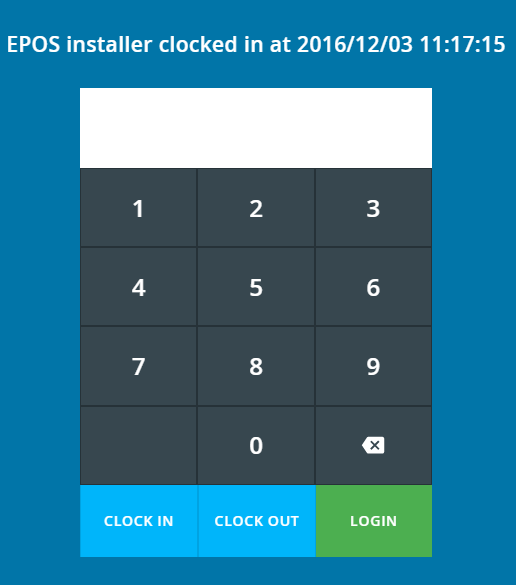 EPOS installer clocked in at 2016/12/03 11:17:15
1 2 3
4 5 6
7 8 9
0
CLOCK IN CLOCK OUT LOGIN